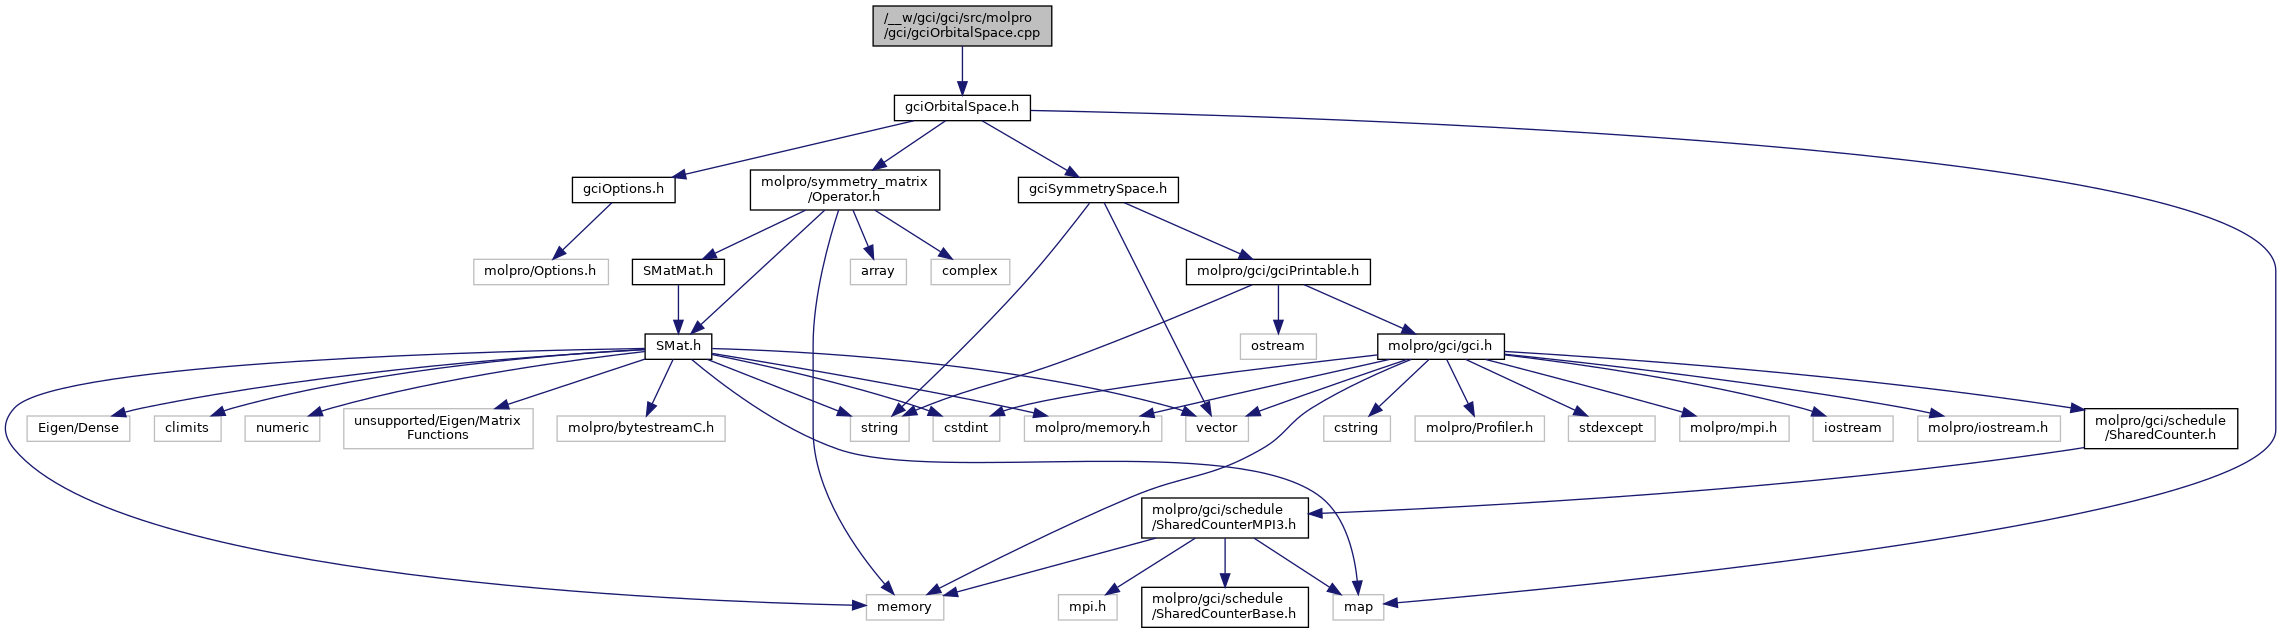 /__w/gci/gci/src/molpro
/gci/gciOrbitalSpace.cpp
gciOrbitalSpace.h
gciOptions.h
molpro/symmetry_matrix
/Operator.h
gciSymmetrySpace.h
molpro/Options.h
SMatMat.h
array
complex
molpro/gci/gciPrintable.h
SMat.h
ostream
molpro/gci/gci.h
Eigen/Dense
climits
numeric
unsupported/Eigen/Matrix
Functions
molpro/bytestreamC.h
string
cstdint
molpro/memory.h
vector
cstring
molpro/Profiler.h
stdexcept
molpro/mpi.h
iostream
molpro/iostream.h
molpro/gci/schedule
/SharedCounter.h
molpro/gci/schedule
/SharedCounterMPI3.h
memory
mpi.h
molpro/gci/schedule
/SharedCounterBase.h
map